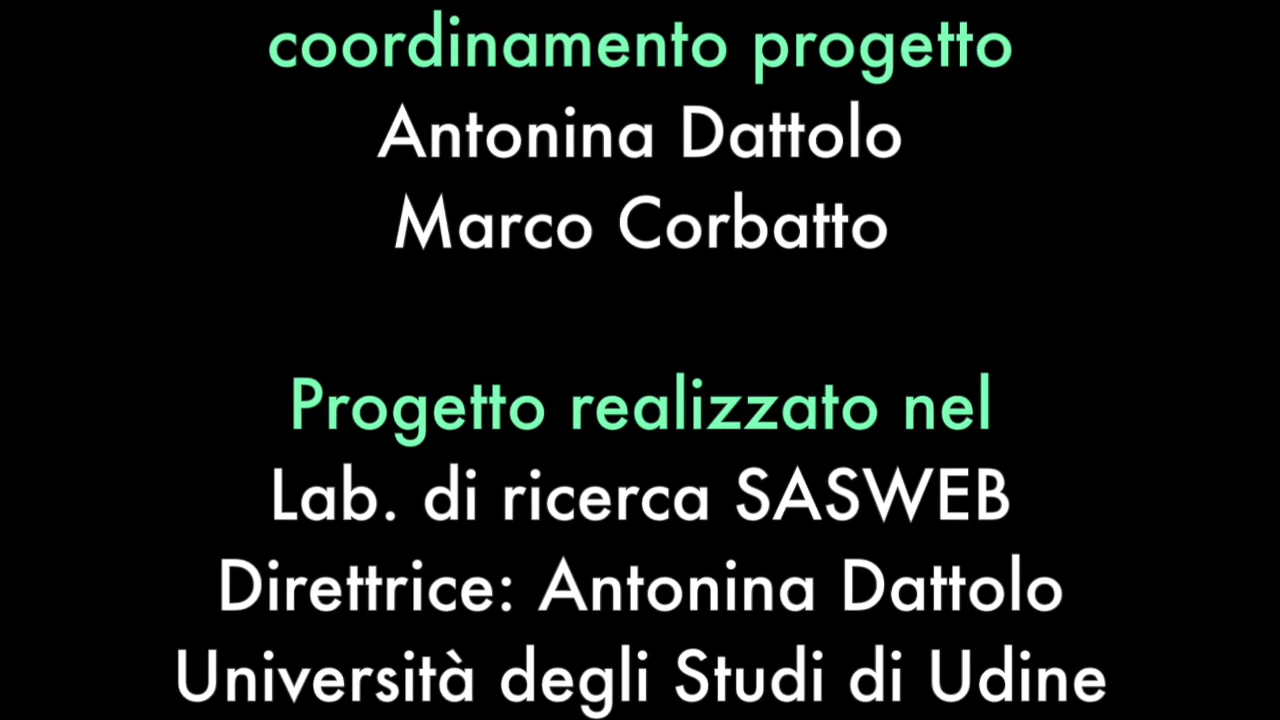 coordinamento progetto
Antonina Dattolo
Marco Corbatto
Progetto realizzato nel
Lab. di ricerca SASWEB
Direttrice: Antonina Dattolo
Università degli Studi di Udine